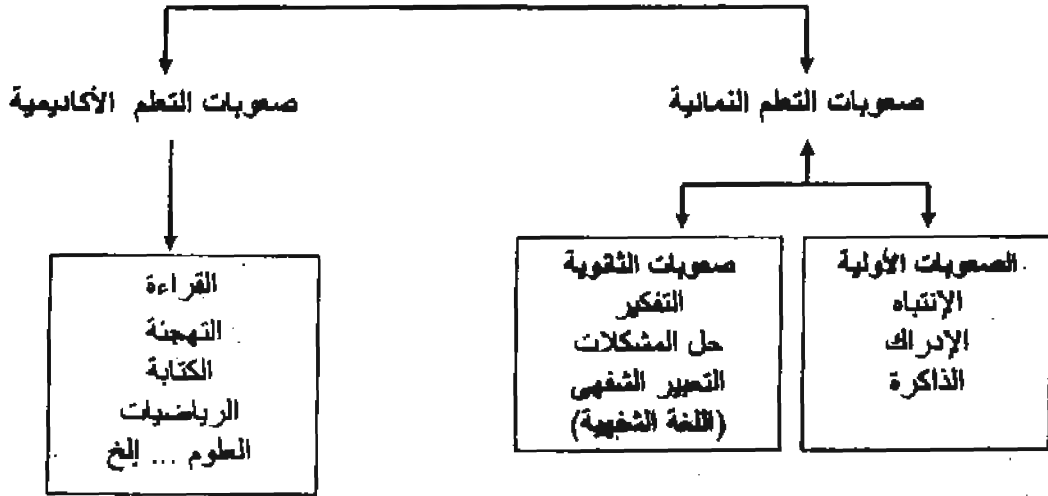 صعوبات التعلم النمائية
صعوبات التعلم الأكاديمية
الصعوبات الأولية
الإنتباه
الإدراك
الذاكرة
صعوبات الثانوية
التفكير
حل المشكلات
التعبير الشفهى
(اللغة الشفهية)
القراءة
التهجئة
الكتابة
الرياضيات
العلوم ... إلخ